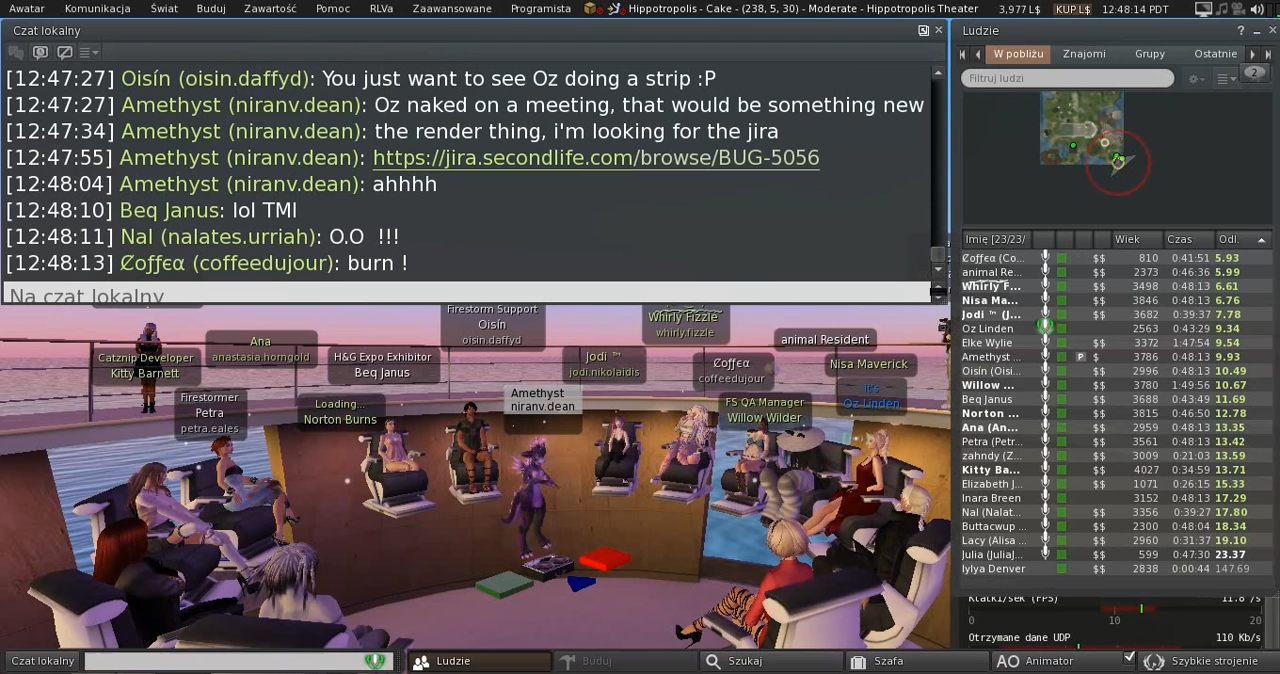 Awatar Komunikacja Świat Buduj Zawartość Pomoc RLVa Zaawansowane Programista Hippotropolis - Cake - (238, 5, 30) - Moderate - Hippotropolis Theater 3,977 L$ KUP L$ 12:48:14 PDT
Czat lokalny
[12:47:27] Oisín (oisin.daffyd): You just want to see Oz doing a strip :P
[12:47:27] Amethyst (niranv.dean): Oz naked on a meeting, that would be something new
[12:47:34] Amethyst (niranv.dean): the render thing, i'm looking for the jira
[12:47:55] Amethyst (niranv.dean): https://jira.secondlife.com/browse/BUG-5056
[12:48:04] Amethyst (niranv.dean): ahhhh
[12:48:10] Beq Janus: lol TMI
[12:48:11] Nal (nalates.urriah): O.O !!!
[12:48:13] Ȼσƒƒєα (coffeedujour): burn !
Na czat lokalny
Firestorm Support
Oisín
oisin.daffyd
Whirly Fizzle
whirly.fizzle
Ana
anastasia.horngold
animal Resident
Catznip Developer
Kitty Barnett
H&G Expo Exhibitor
Beq Janus
Jodi ™
jodi.nikolaidis
Ȼσƒƒєα
coffeedujour
Nisa Maverick
Firestormer
Petra
petra.eales
Loading...
Norton Burns
Amethyst
niranv.dean
FS QA Manager
Willow Wilder
It's
Oz Linden
Ludzie
W pobliżu Znajomi Grupy Ostatnie
2
Filtruj ludzi
Imię [23/23/ Wiek Czas Odl.
Ȼσƒƒєα (Co... $$ 810 0:41:51 5.93
animal Re... $$ 2373 0:46:36 5.99
Whirly F... $$ 3498 0:48:13 6.61
Nisa Ma... $$ 3846 0:48:13 6.76
Jodi ™ (J... $$ 3682 0:39:37 7.78
Oz Linden 2563 0:43:29 9.34
Elke Wylie $$ 3372 1:47:54 9.54
Amethyst ... P $ 3786 0:48:13 9.93
Oisín (Oisi... $$ 2996 0:48:13 10.49
Willow ... $$ 3780 1:49:56 10.67
Beq Janus $$ 3688 0:43:49 11.69
Norton ... $$ 3815 0:46:50 12.78
Ana (An... $$ 2959 0:48:13 13.35
Petra (Petr... $$ 3561 0:48:13 13.42
zahndy (Z... $$ 3009 0:21:03 13.59
Kitty Ba... $$ 4027 0:34:59 13.71
Elizabeth J... $$ 1071 0:26:15 15.33
Inara Breen 3152 0:48:13 17.29
Nal (Nalat... $$ 3356 0:39:27 17.80
Buttacwup ... $$ 2300 0:48:04 18.34
Lacy (Alisa ... $$ 2960 0:31:37 19.10
Julia (JuliaJ... $$ 599 0:47:30 23.37
Iylya Denver $$ 2838 0:00:44 147.69
Klatki/sek (FPS) 11.8 /s
0 10 20
Otrzymane dane UDP 110 Kb/s
Czat lokalny Ludzie Buduj Szukaj Szafa AO Animator Szybkie strojenie